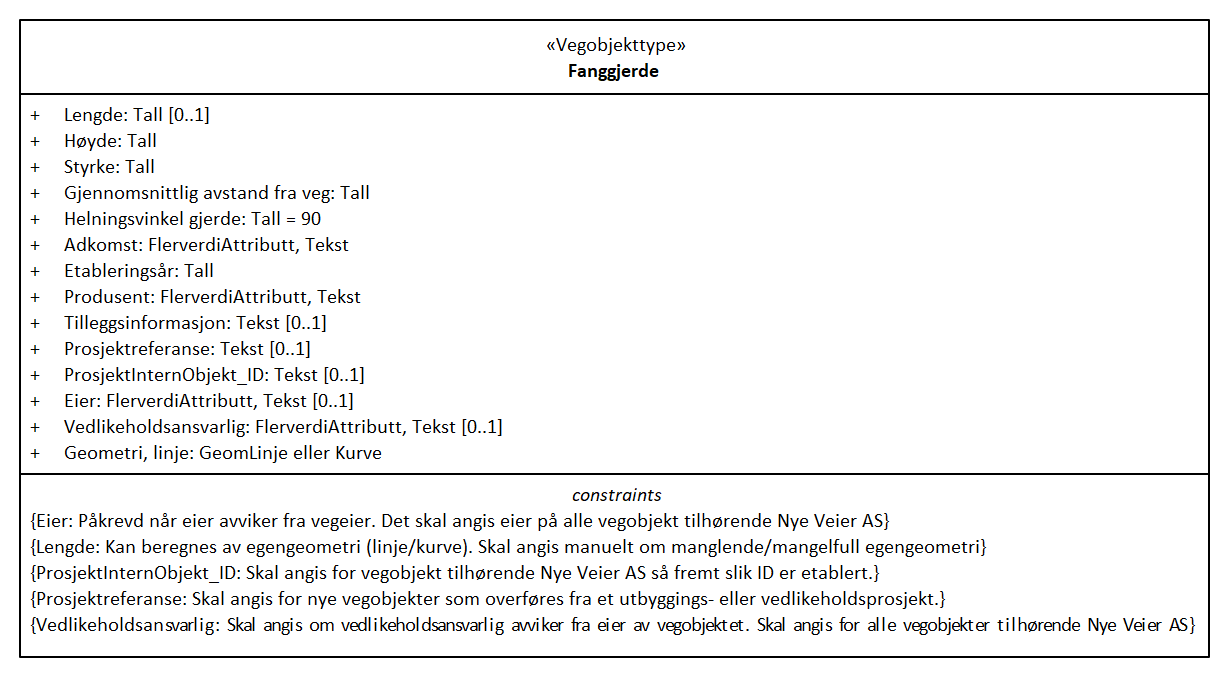 «Vegobjekttype»
Fanggjerde
+ Lengde: Tall [0..1]
+ Høyde: Tall
+ Styrke: Tall
+ Gjennomsnittlig avstand fra veg: Tall
+ Helningsvinkel gjerde: Tall = 90
+ Adkomst: FlerverdiAttributt, Tekst
+ Etableringsår: Tall
+ Produsent: FlerverdiAttributt, Tekst
+ Tilleggsinformasjon: Tekst [0..1]
+ Prosjektreferanse: Tekst [0..1]
+ ProsjektInternObjekt_ID: Tekst [0..1]
+ Eier: FlerverdiAttributt, Tekst [0..1]
+ Vedlikeholdsansvarlig: FlerverdiAttributt, Tekst [0..1]
+ Geometri, linje: GeomLinje eller Kurve
constraints
{Eier: Påkrevd når eier avviker fra vegeier. Det skal angis eier på alle vegobjekt tilhørende Nye Veier AS}
{Lengde: Kan beregnes av egengeometri (linje/kurve). Skal angis manuelt om manglende/mangelfull egengeometri}
{ProsjektInternObjekt_ID: Skal angis for vegobjekt tilhørende Nye Veier AS så fremt slik ID er etablert.}
{Prosjektreferanse: Skal angis for nye vegobjekter som overføres fra et utbyggings- eller vedlikeholdsprosjekt.}
{Vedlikeholdsansvarlig: Skal angis om vedlikeholdsansvarlig avviker fra eier av vegobjektet. Skal angis for alle vegobjekter tilhørende Nye Veier AS}